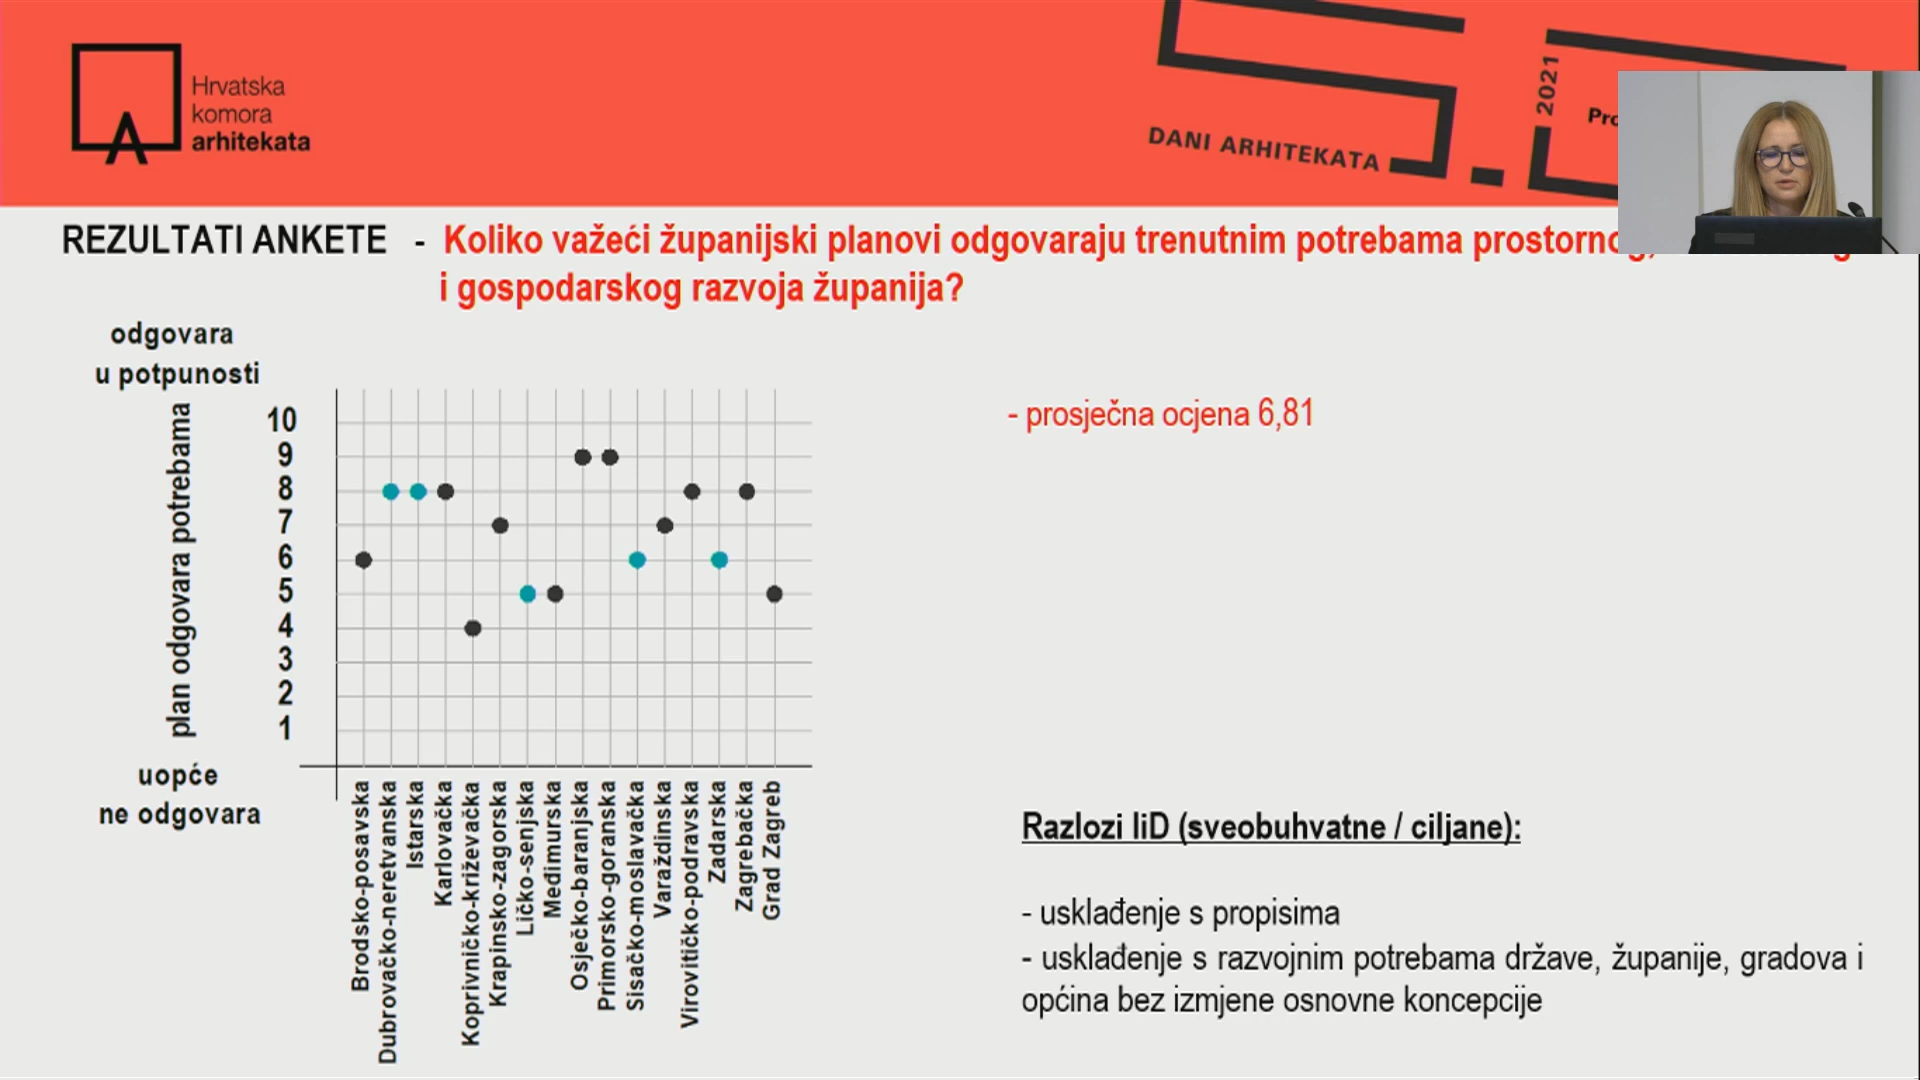 Hrvatska
komora
arhitekata
DANI ARHITEKATA
2021
REZULTATI ANKETE - Koliko važeći županijski planovi odgovaraju trenutnim potrebama
i gospodarskog razvoja županija?
odgovara
u potpunosti
plan odgovara potrebama
10
9
8
7
6
5
4
3
2
1
uopće
ne odgovara
Brodsko-posavska
Dubrovačko-neretvanska
Istarska
Karlovačka
Koprivničko-križevačka
Krapinsko-zagorska
Ličko-senjska
Međimurska
Osječko-baranjska
Primorsko-goranska
Sisačko-moslavačka
Varaždinska
Virovitičko-podravska
Zadarska
Zagrebačka
Grad Zagreb
- prosječna ocjena 6,81
Razlozi IiD (sveobuhvatne / ciljane):
- usklađenje s propisima
- usklađenje s razvojnim potrebama države, županije, gradova i
općina bez izmjene osnovne koncepcije